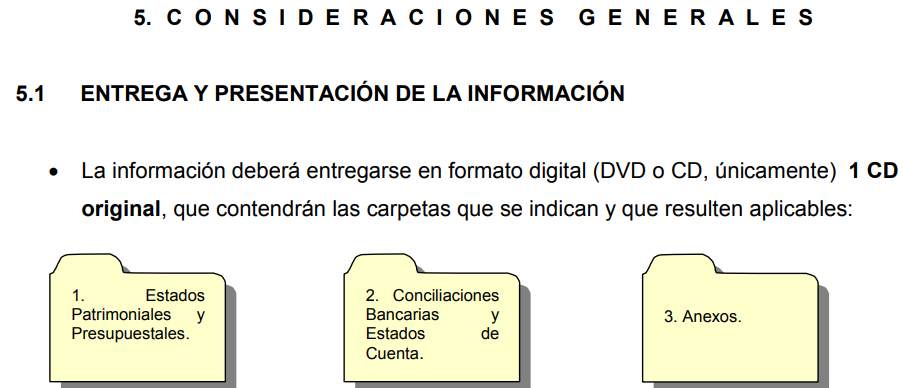 5. C O N S I D E R A C I O N E S G E N E R A L E S
5.1 ENTREGA Y PRESENTACIÓN DE LA INFORMACIÓN
• La información deberá entregarse en formato digital (DVD o CD, únicamente) 1 CD
original, que contendrán las carpetas que se indican y que resulten aplicables:
1. Estados
Patrimoniales y
Presupuestales.
2. Conciliaciones
Bancarias y
Estados de
Cuenta.
3. Anexos.